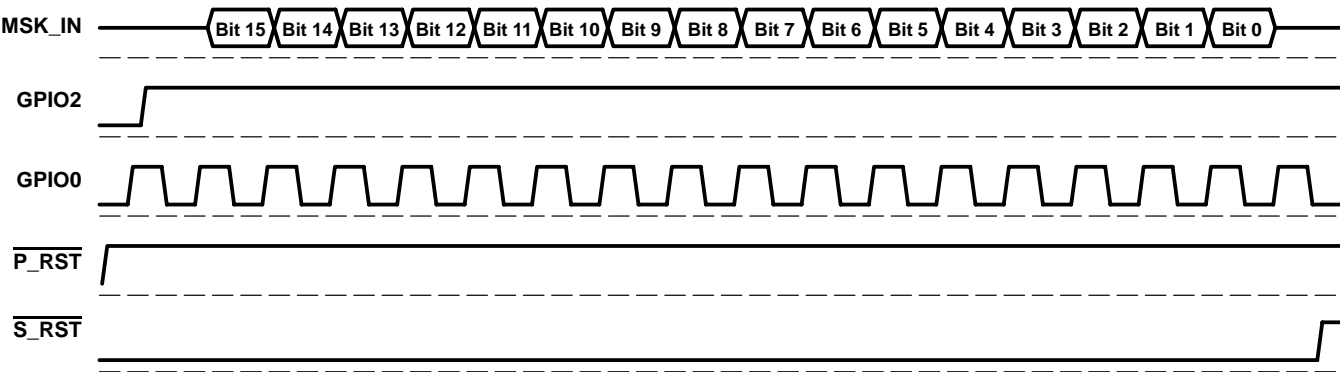 MSK_IN Bit 15 Bit 14 Bit 13 Bit 12 Bit 11 Bit 10 Bit 9 Bit 8 Bit 7 Bit 6 Bit 5 Bit 4 Bit 3 Bit 2 Bit 1 Bit 0
GPIO2
GPIO0
P_RST
S_RST